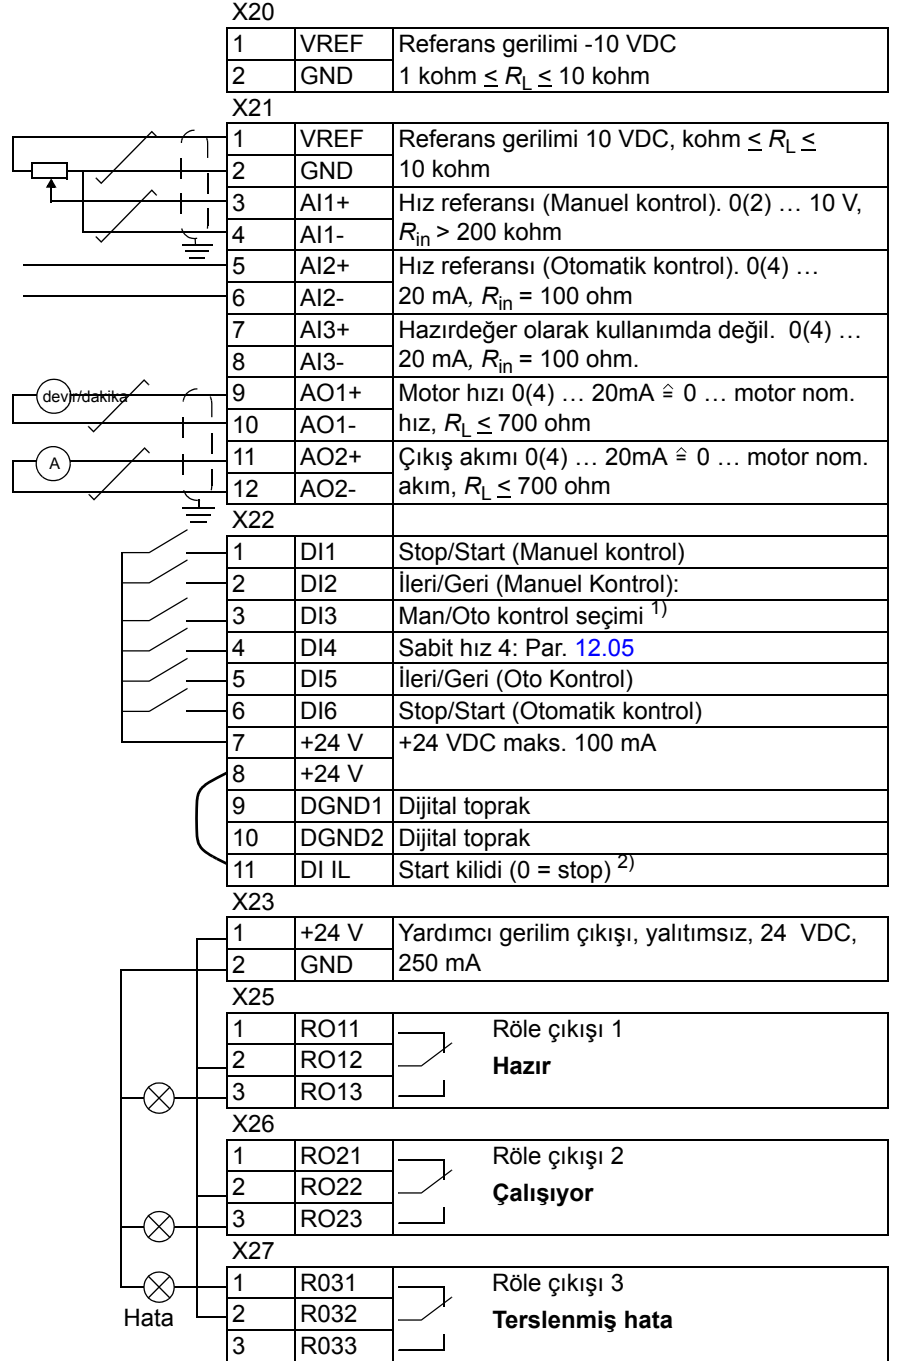 X20
1 VREF Referans gerilimi -10 VDC
2 GND 1 kohm ≤ RL ≤ 10 kohm
X21
1 VREF Referans gerilimi 10 VDC, kohm ≤ RL ≤
2 GND 10 kohm
3 AI1+ Hız referansı (Manuel kontrol). 0(2) … 10 V,
4 AI1- Rin > 200 kohm
5 AI2+ Hız referansı (Otomatik kontrol). 0(4) …
6 AI2- 20 mA, Rin = 100 ohm
7 AI3+ Hazırdeğer olarak kullanımda değil. 0(4) …
8 AI3- 20 mA, Rin = 100 ohm.
devir/dakika 9 AO1+ Motor hızı 0(4) … 20mA ≙ 0 … motor nom.
10 AO1- hız, RL ≤ 700 ohm
A 11 AO2+ Çıkış akımı 0(4) … 20mA ≙ 0 … motor nom.
12 AO2- akım, RL ≤ 700 ohm
X22
1 DI1 Stop/Start (Manuel kontrol)
2 DI2 İleri/Geri (Manuel Kontrol):
3 DI3 Man/Oto kontrol seçimi 1)
4 DI4 Sabit hız 4: Par. 12.05
5 DI5 İleri/Geri (Oto Kontrol)
6 DI6 Stop/Start (Otomatik kontrol)
7 +24 V +24 VDC maks. 100 mA
8 +24 V
9 DGND1 Dijital toprak
10 DGND2 Dijital toprak
11 DI IL Start kilidi (0 = stop) 2)
X23
1 +24 V Yardımcı gerilim çıkışı, yalıtımsız, 24 VDC,
2 GND 250 mA
X25
1 RO11 Röle çıkışı 1
2 RO12 Hazır
3 RO13
X26
1 RO21 Röle çıkışı 2
2 RO22 Çalışıyor
3 RO23
X27
1 R031 Röle çıkışı 3
Hata 2 R032 Terslenmiş hata
3 R033